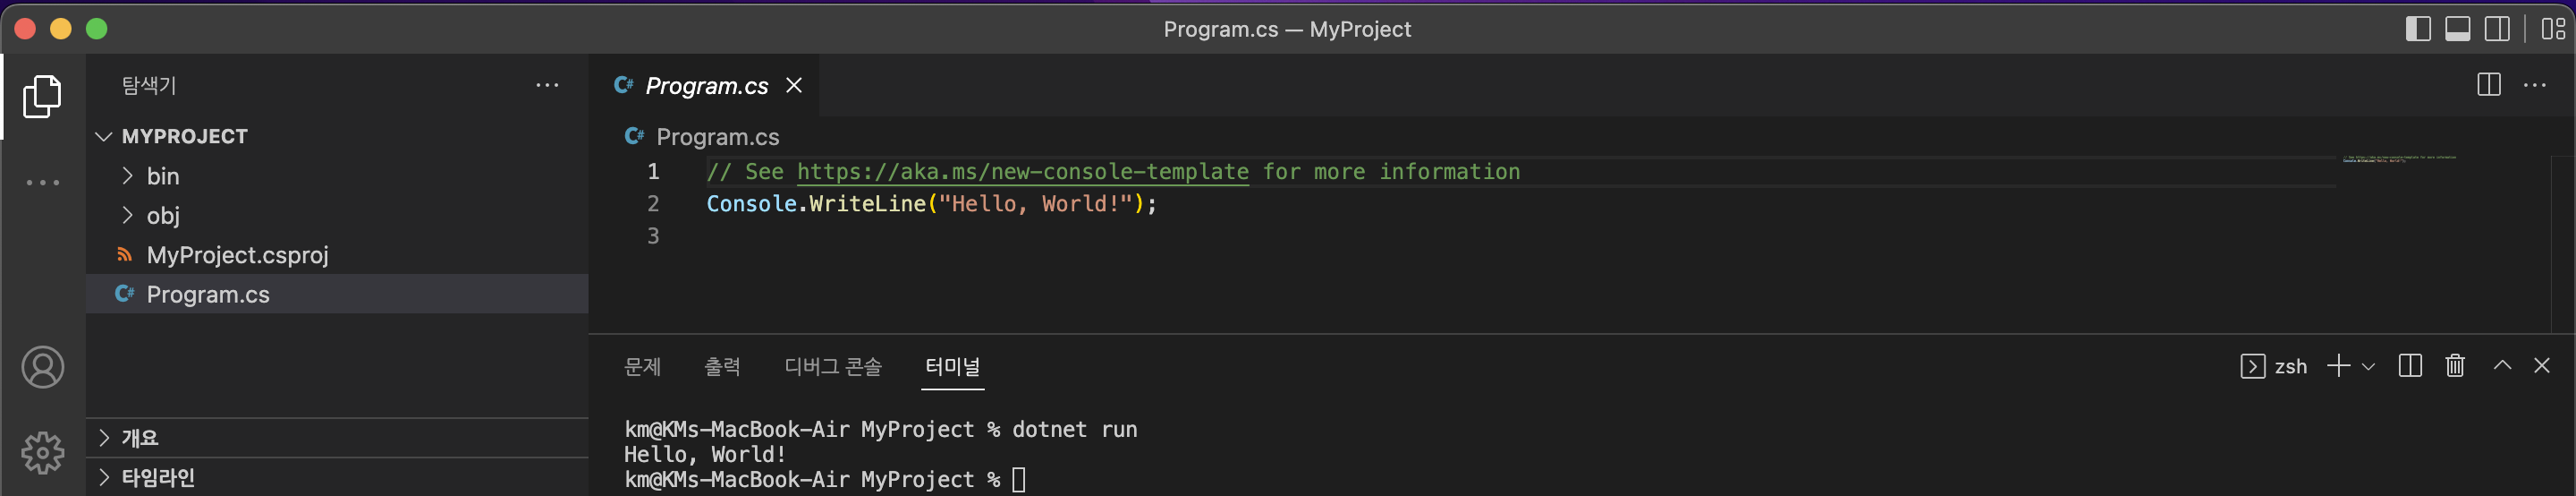 Program.cs — MyProject
탐색기
MYPROJECT
bin
obj
MyProject.csproj
Program.cs
개요
타임라인
Program.cs
Program.cs
1 // See https://aka.ms/new-console-template for more information
2 Console.WriteLine("Hello, World!");
3
문제 출력 디버그 콘솔 터미널
zsh
km@KMs-MacBook-Air MyProject % dotnet run
Hello, World!
km@KMs-MacBook-Air MyProject %